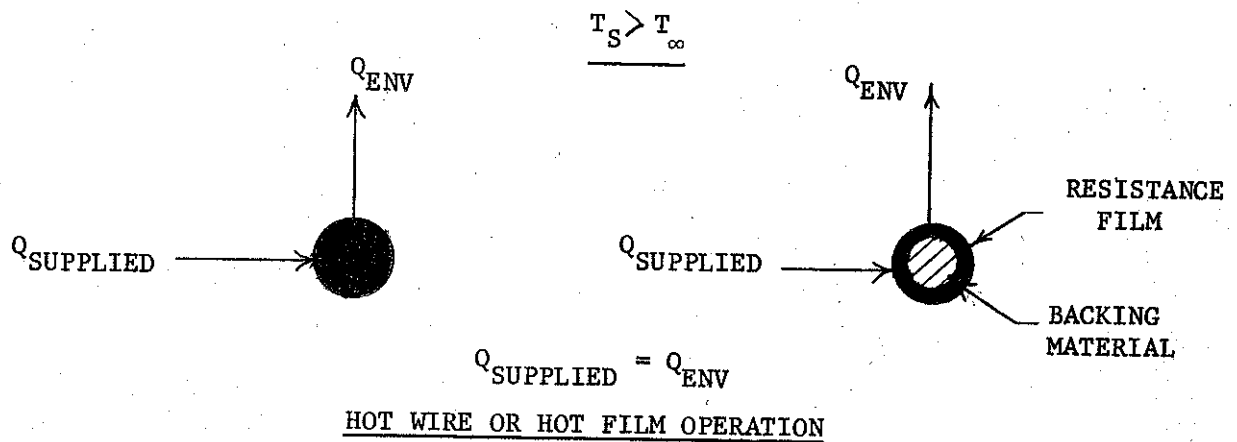 T_S > T_∞
Q_ENV
Q_ENV
RESISTANCE
FILM
Q_SUPPLIED
Q_SUPPLIED
BACKING
MATERIAL
Q_SUPPLIED = Q_ENV
HOT WIRE OR HOT FILM OPERATION